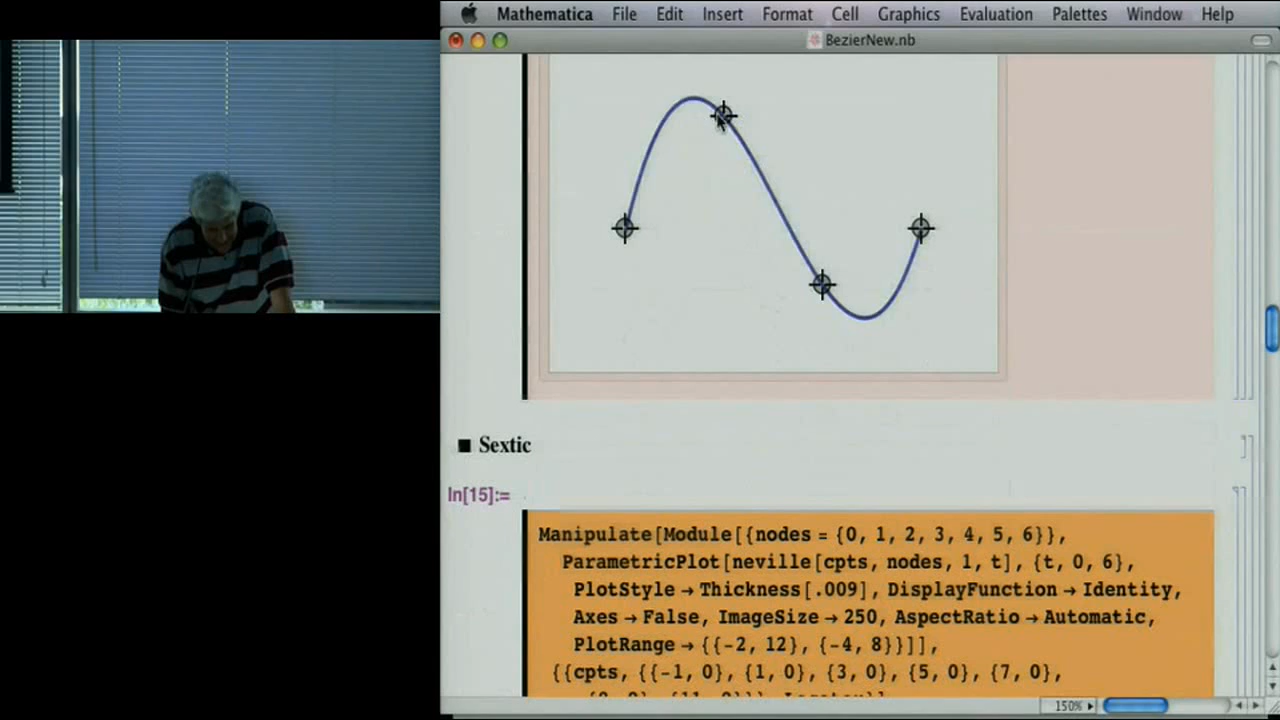 Mathematica File Edit Insert Format Cell Graphics Evaluation Palettes Window Help
BezierNew.nb
■ Sextic
In[15]:=
Manipulate[Module[{nodes = {0, 1, 2, 3, 4, 5, 6}},
ParametricPlot[neville[cpts, nodes, 1, t], {t, 0, 6},
PlotStyle → Thickness[.009], DisplayFunction → Identity,
Axes → False, ImageSize → 250, AspectRatio → Automatic,
PlotRange → {{-2, 12}, {-4, 8}}]],
{{cpts, {{-1, 0}, {1, 0}, {3, 0}, {5, 0}, {7, 0},
150%